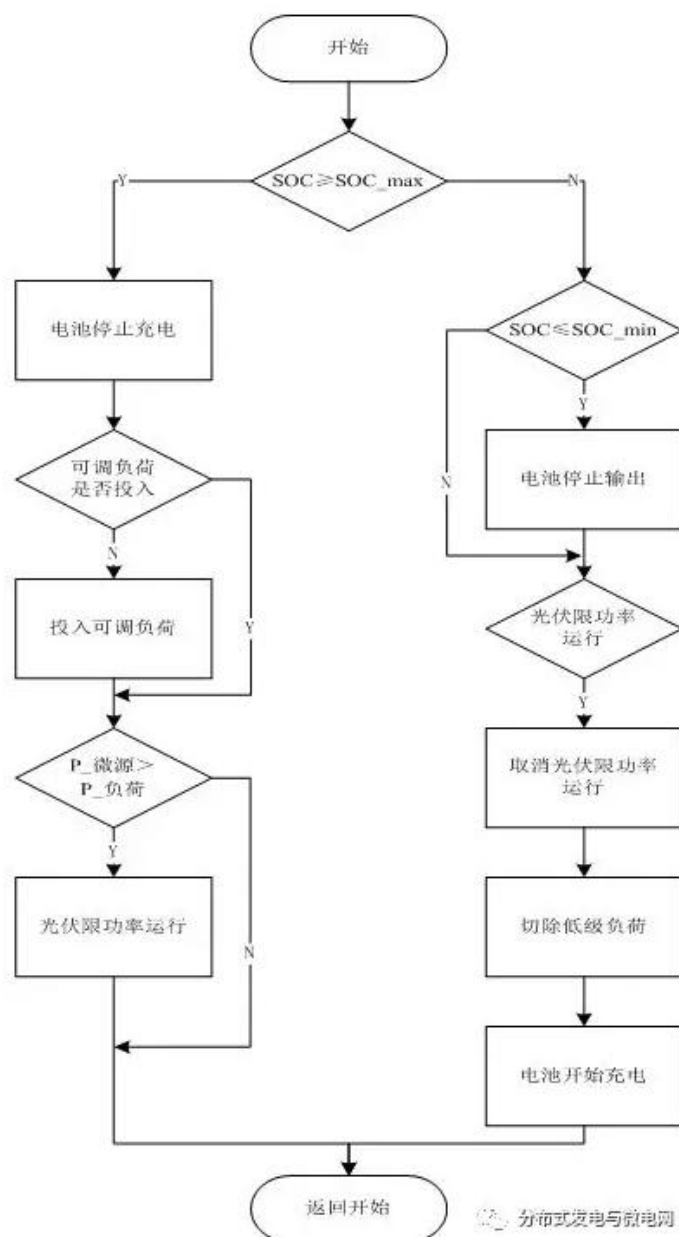 开始
SOC≥SOC_max
Y
N
电池停止充电
SOC≤SOC_min
Y
N
可调负荷
是否投入
电池停止输出
N
Y
投入可调负荷
光伏限功率
运行
Y
P_微源>
P_负荷
取消光伏限功率
运行
Y
N
光伏限功率运行
切除低级负荷
电池开始充电
返回开始
分布式发电与微电网